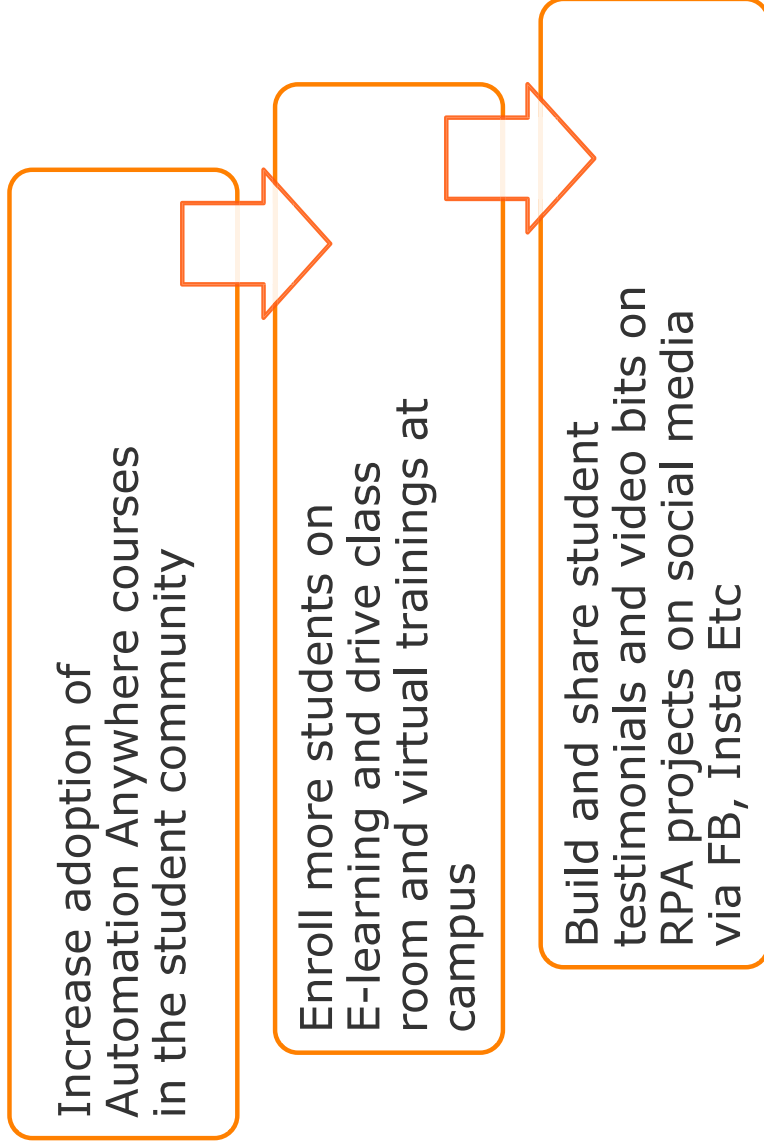 Increase adoption of
Automation Anywhere courses
in the student community
Enroll more students on
E-learning and drive class
room and virtual trainings at
campus
Build and share student
testimonials and video bits on
RPA projects on social media
via FB, Insta Etc